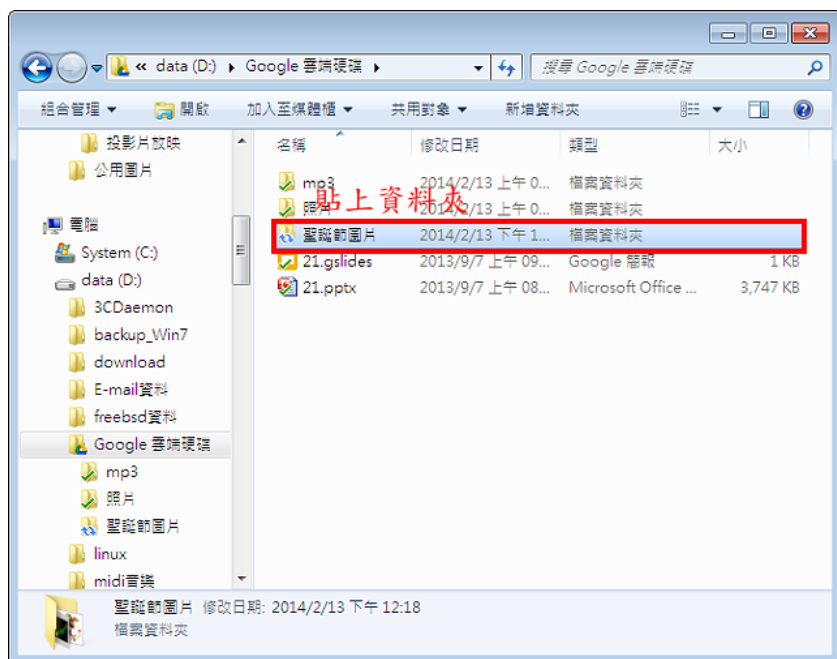 « data (D:) ▸ Google 雲端硬碟 ▸
搜尋 Google 雲端硬碟
組合管理 ▼ 開啟 加入至媒體櫃 ▼ 共用對象 ▼ 新增資料夾
投影片放映
公用圖片
電腦
System (C:)
data (D:)
3CDaemon
backup_Win7
download
E-mail資料
freebsd資料
Google 雲端硬碟
mp3
照片
聖誕節圖片
linux
midi音樂
名稱 修改日期 類型 大小
mp3 2014/2/13 上午 0... 檔案資料夾
貼上資料夾
照片 2014/2/13 上午 0... 檔案資料夾
聖誕節圖片 2014/2/13 下午 1... 檔案資料夾
21.gslides 2013/9/7 上午 09... Google 簡報 1 KB
21.pptx 2013/9/7 上午 08... Microsoft Office ... 3,747 KB
聖誕節圖片 修改日期: 2014/2/13 下午 12:18
檔案資料夾